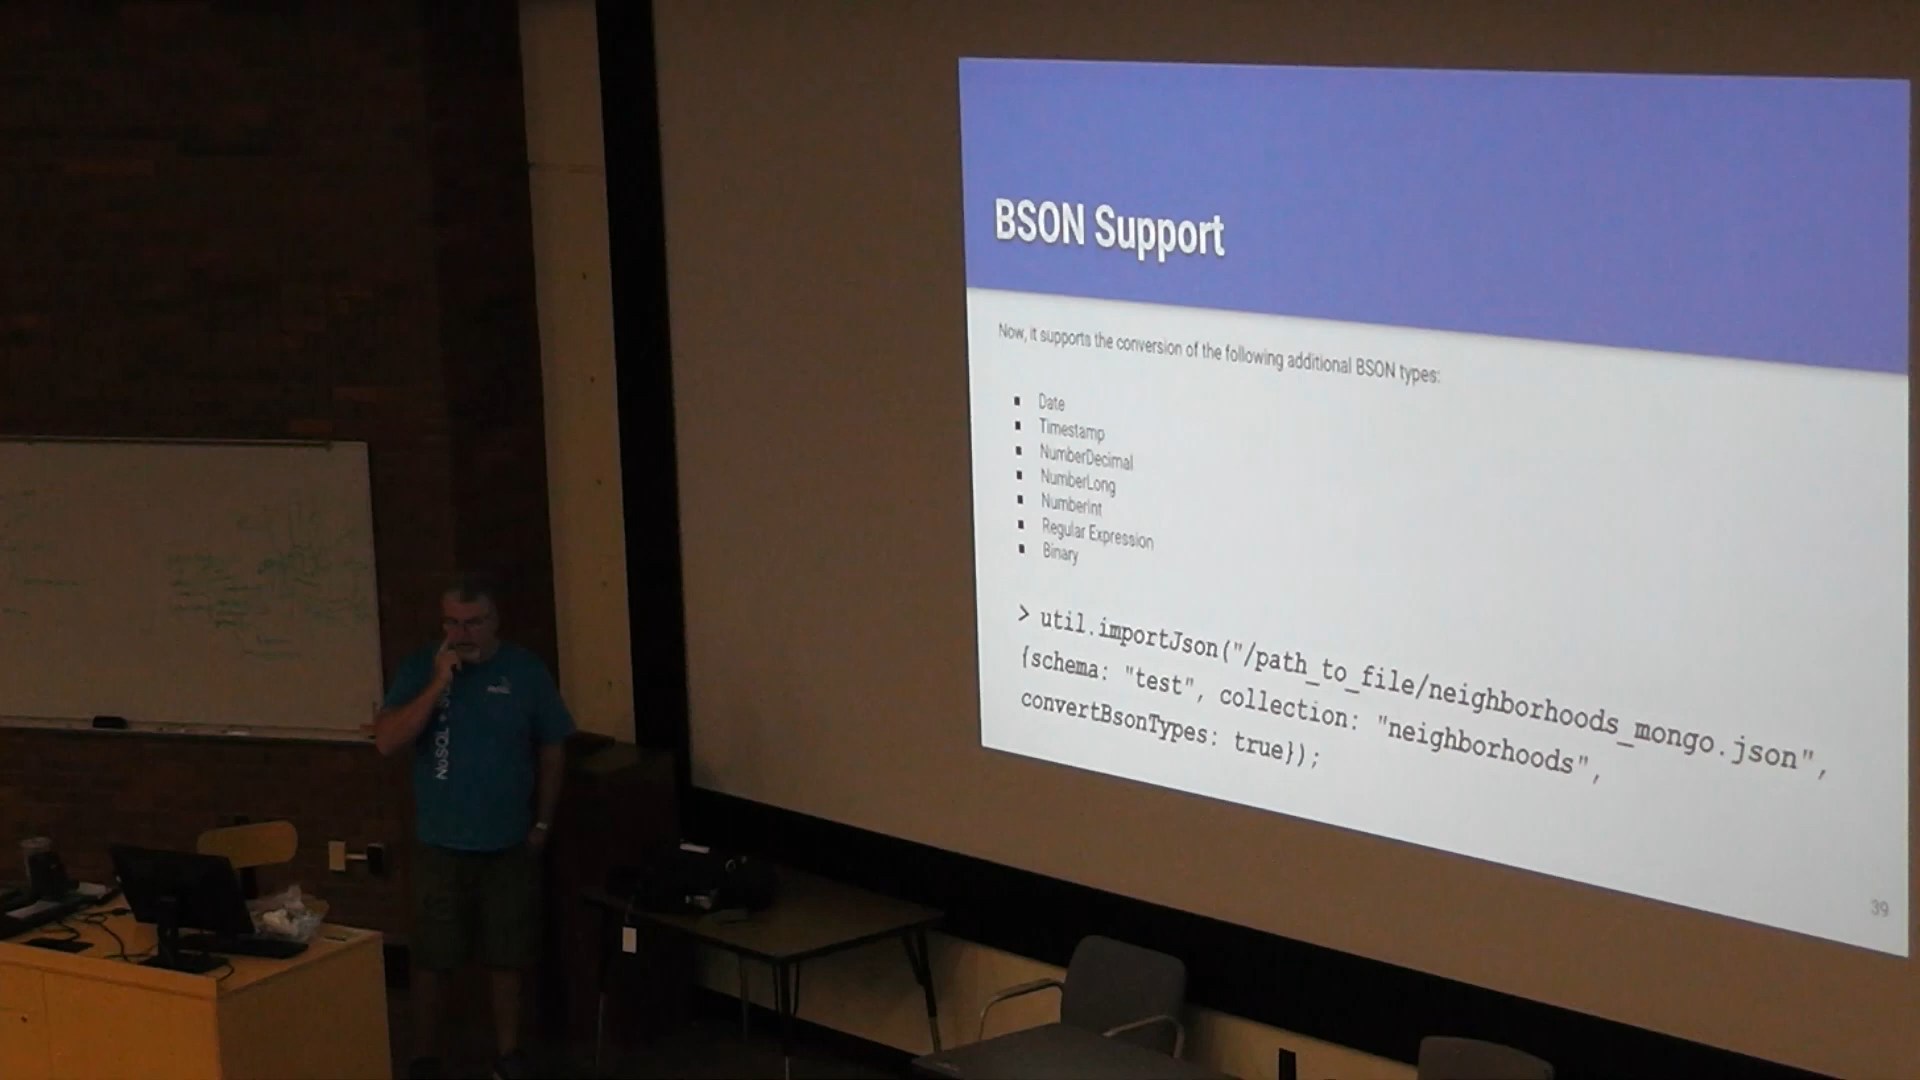 BSON Support
Now, it supports the conversion of the following additional BSON types:
▪ Date
▪ Timestamp
▪ NumberDecimal
▪ NumberLong
▪ NumberInt
▪ Regular Expression
▪ Binary
> util.importJson("/path_to_file/neighborhoods_mongo.json",
{schema: "test", collection: "neighborhoods",
convertBsonTypes: true});
39
NoSQL